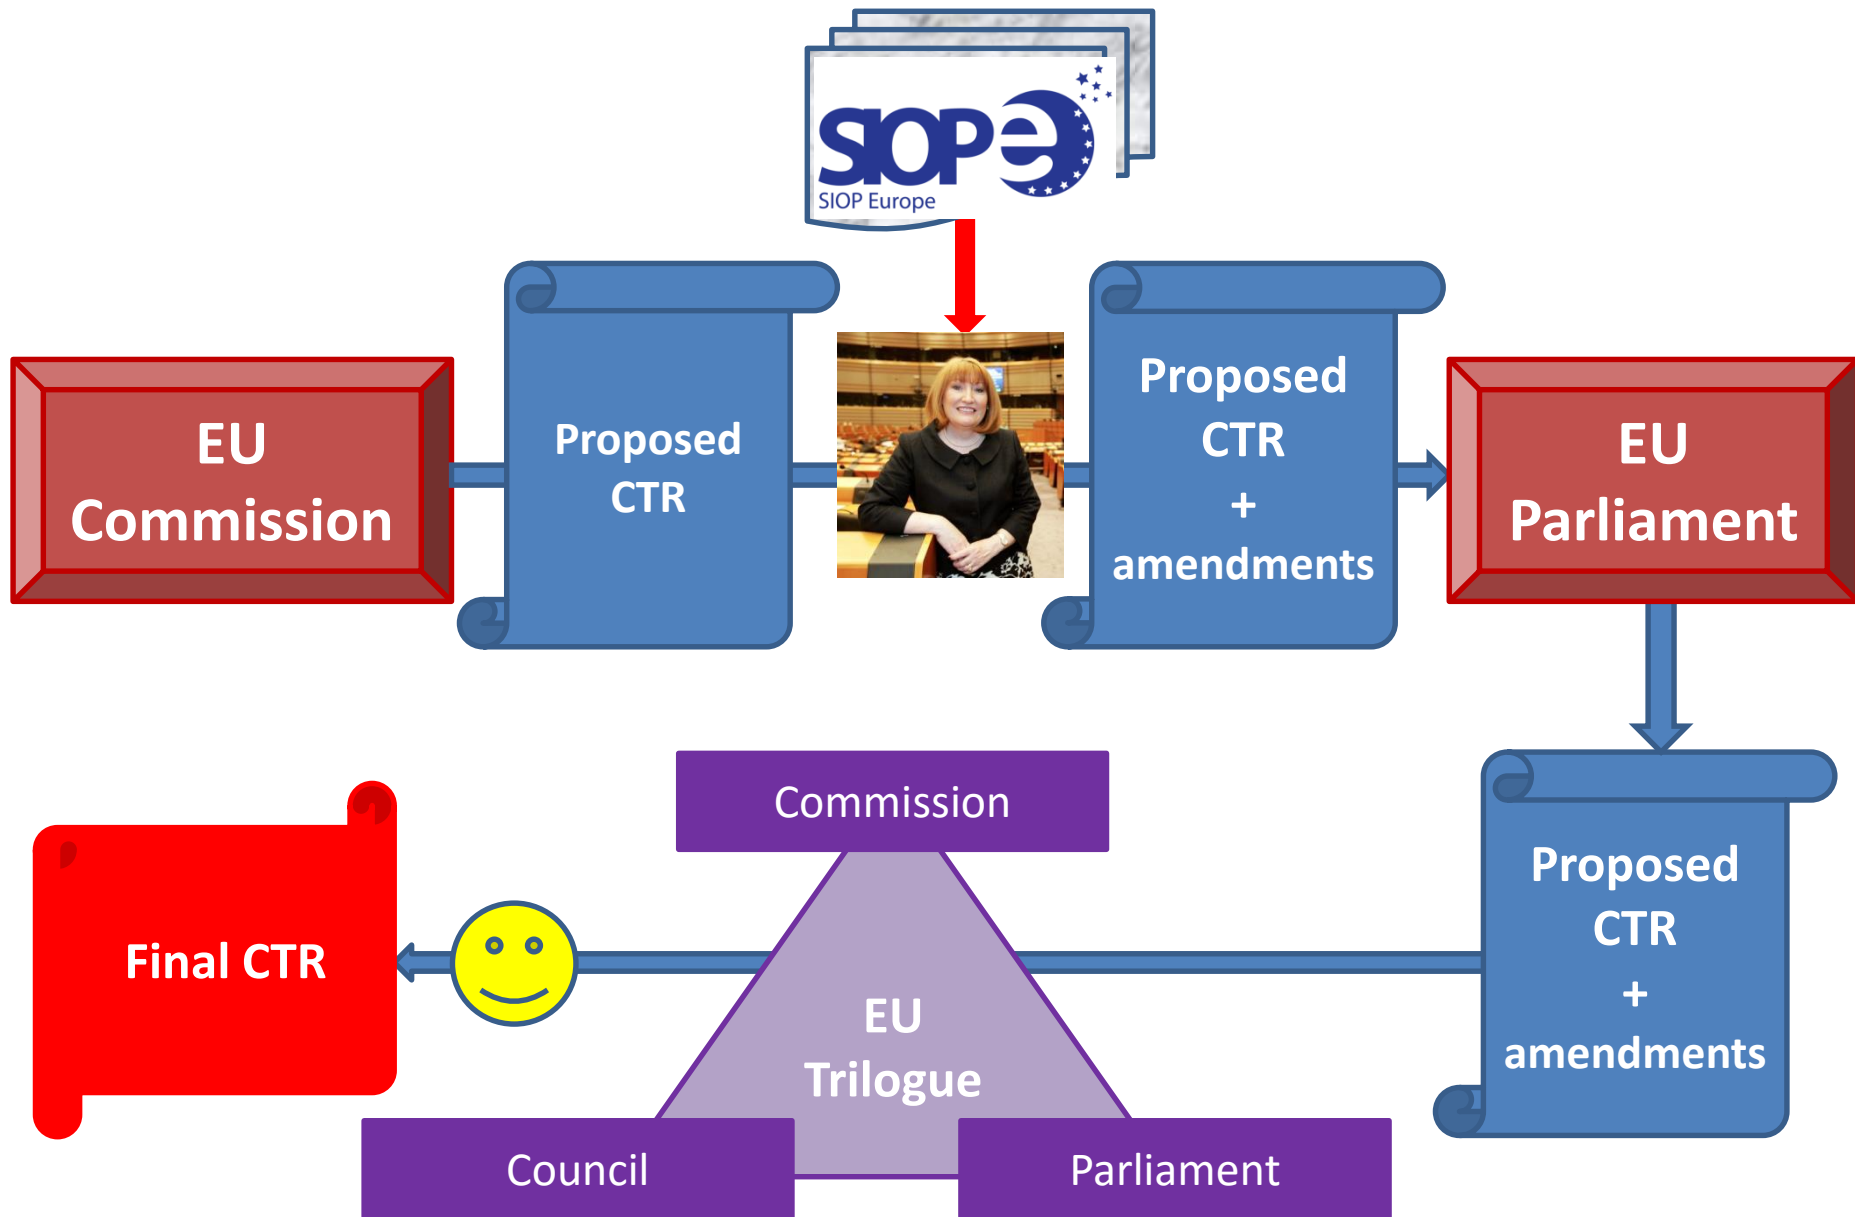 SIOPe
SIOP Europe
EU
Commission
Proposed
CTR
Proposed
CTR
+
amendments
EU
Parliament
Proposed
CTR
+
amendments
Commission
EU
Trilogue
Council
Parliament
Final CTR